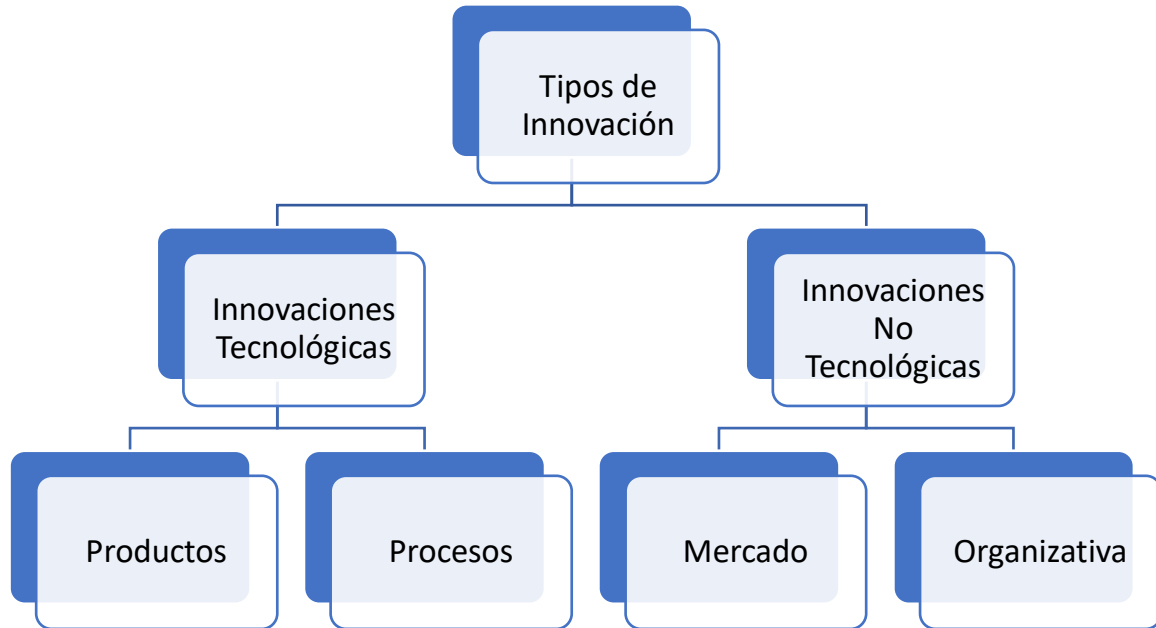 Tipos de
Innovación
Innovaciones
Tecnológicas
Innovaciones
No
Tecnológicas
Productos
Procesos
Mercado
Organizativa